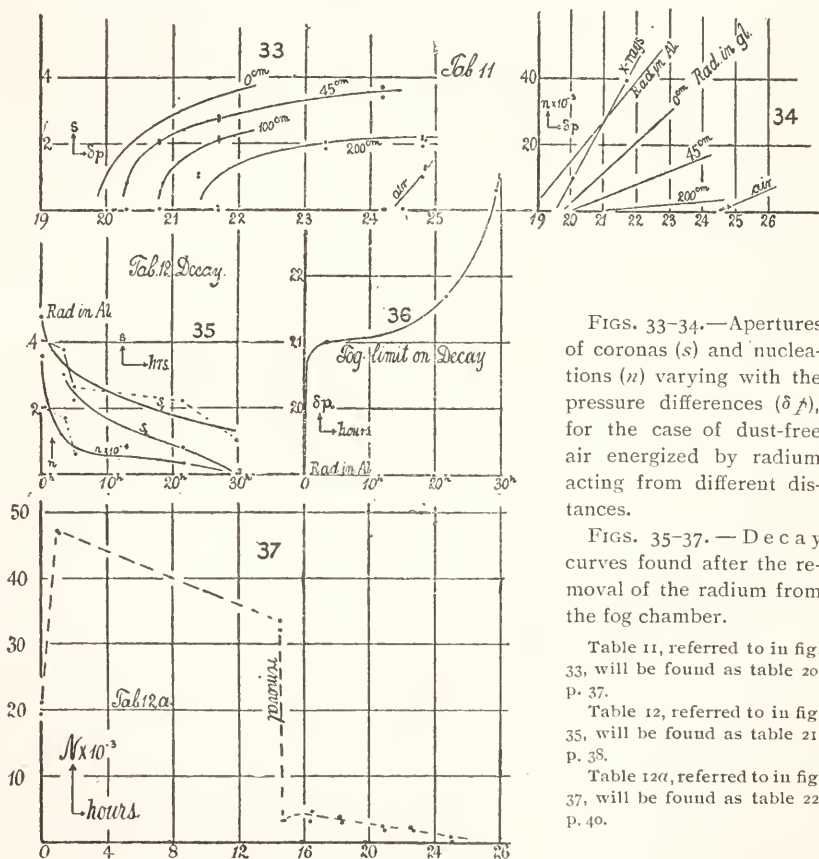 33
Tab 11
0cm
45cm
100cm
200cm
air
4
2
s
δp
19 20 21 22 23 24 25
34
x-rays
Rad in Al.
0cm Rad. in gl.
45cm
200cm
air
40
20
n×10-3
δp
19 20 21 22 23 24 25 26
Tab. 12 Decay.
Rad in Al
35
s
hrs.
4
2
s
s
n×10-4
n
0h 10h 20h 30h
36
Fog limit on Decay
22
21
20
δp.
hours
Rad in Al
0h 10h 20h 30h
FIGS. 33-34.—Apertures
of coronas (s) and nuclea-
tions (n) varying with the
pressure differences (δp),
for the case of dust-free
air energized by radium
acting from different dis-
tances.
FIGS. 35-37.—Decay
curves found after the re-
moval of the radium from
the fog chamber.
Table 11, referred to in fig.
33, will be found as table 20
p. 37.
Table 12, referred to in fig
35, will be found as table 21
p. 38.
Table 12a, referred to in fig
37, will be found as table 22
p. 40.
37
50
40
30
20
10
Tab 12a
removal
N×10-3
hours.
0 4 8 12 16 20 24 28